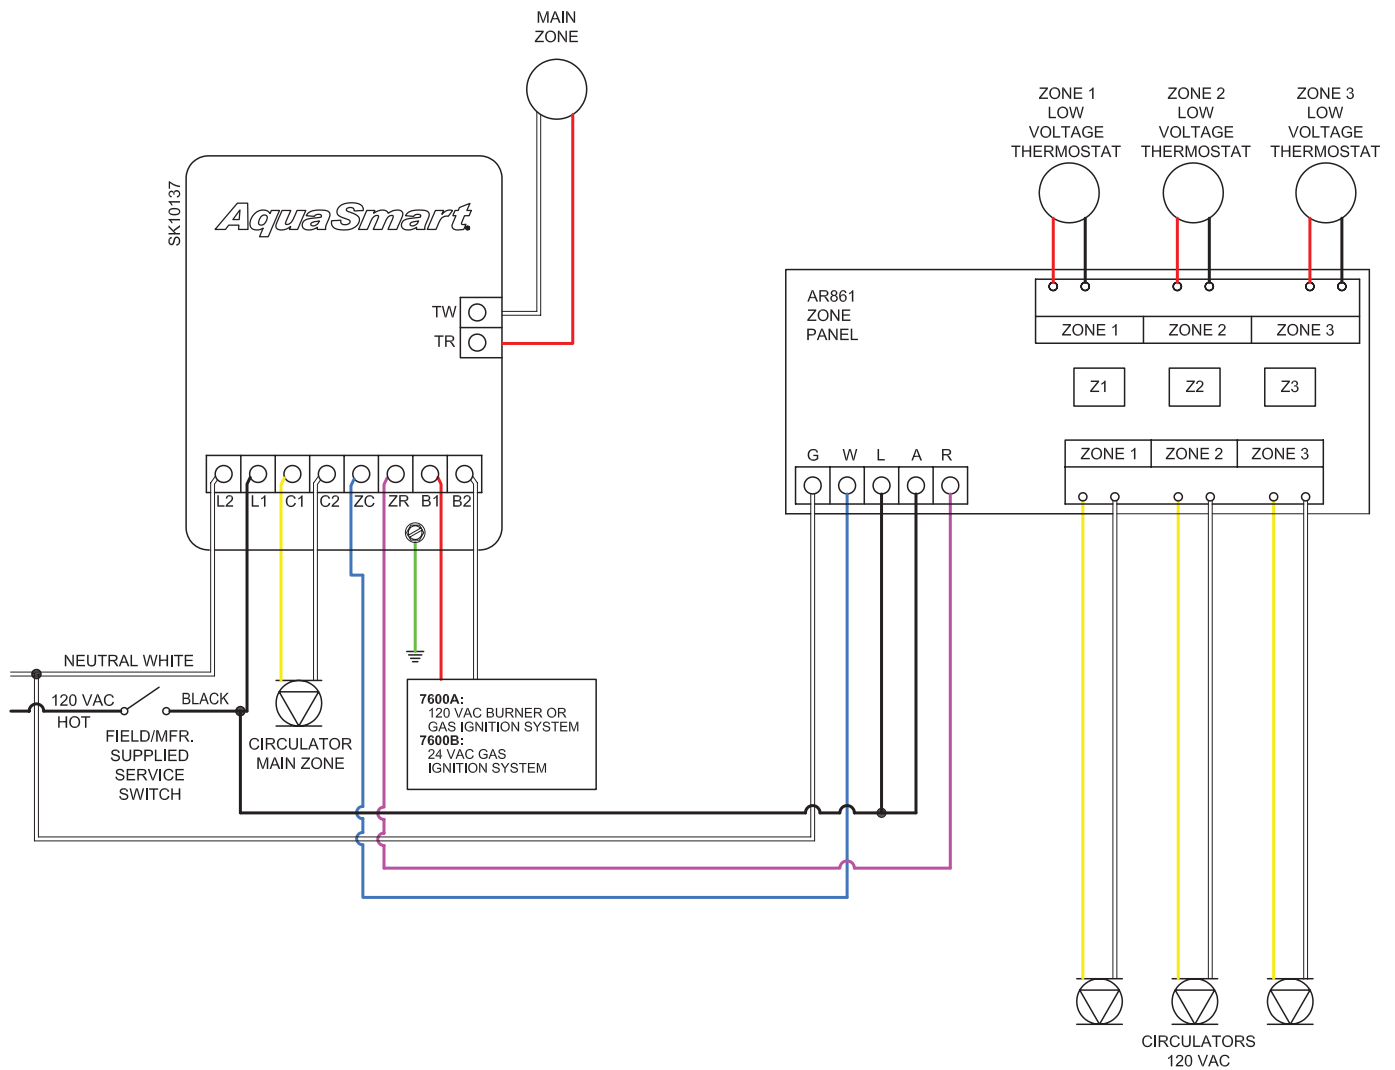 MAIN
ZONE
ZONE 1
LOW
VOLTAGE
THERMOSTAT
ZONE 2
LOW
VOLTAGE
THERMOSTAT
ZONE 3
LOW
VOLTAGE
THERMOSTAT
SK10137
AquaSmart
TW
TR
L2
L1
C1
C2
ZC
ZR
B1
B2
AR861
ZONE
PANEL
ZONE 1
ZONE 2
ZONE 3
Z1
Z2
Z3
G
W
L
A
R
ZONE 1
ZONE 2
ZONE 3
NEUTRAL WHITE
120 VAC
HOT
BLACK
FIELD/MFR.
SUPPLIED
SERVICE
SWITCH
CIRCULATOR
MAIN ZONE
7600A:
120 VAC BURNER OR
GAS IGNITION SYSTEM
7600B:
24 VAC GAS
IGNITION SYSTEM
CIRCULATORS
120 VAC